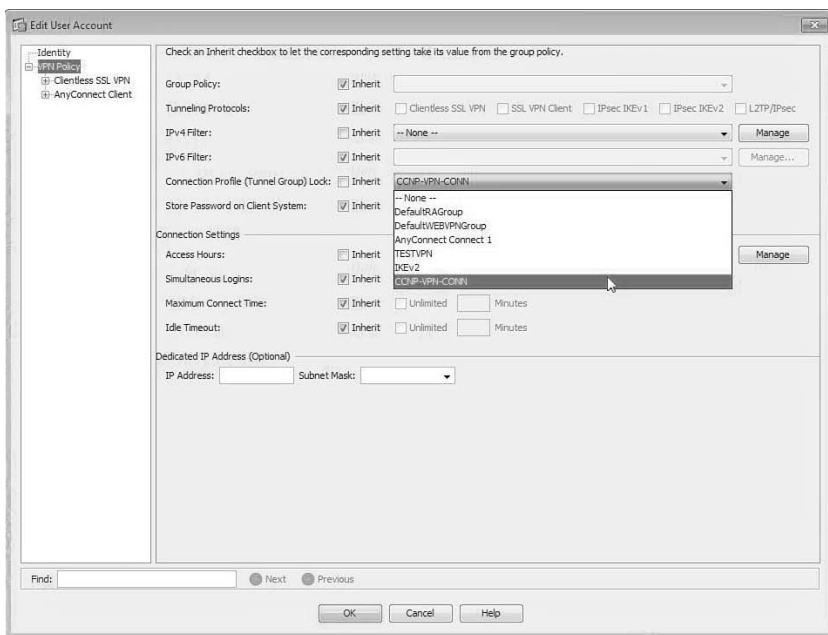 Edit User Account
Identity
VPN Policy
Clientless SSL VPN
AnyConnect Client
Check an Inherit checkbox to let the corresponding setting take its value from the group policy.
Group Policy: Inherit
Tunneling Protocols: Inherit Clientless SSL VPN SSL VPN Client IPsec IKEv1 IPsec IKEv2 L2TP/IPsec
IPv4 Filter: Inherit -- None -- Manage
IPv6 Filter: Inherit Manage...
Connection Profile (Tunnel Group) Lock: Inherit CCNP-VPN-CONN
-- None --
Store Password on Client System: Inherit DefaultRAGroup
DefaultWEBVPNGroup
Connection Settings
AnyConnect Connect 1
Access Hours: Inherit TESTVPN Manage
IKEv2
Simultaneous Logins: Inherit CCNP-VPN-CONN
Maximum Connect Time: Inherit Unlimited Minutes
Idle Timeout: Inherit Unlimited Minutes
Dedicated IP Address (Optional)
IP Address: Subnet Mask:
Find: Next Previous
OK Cancel Help